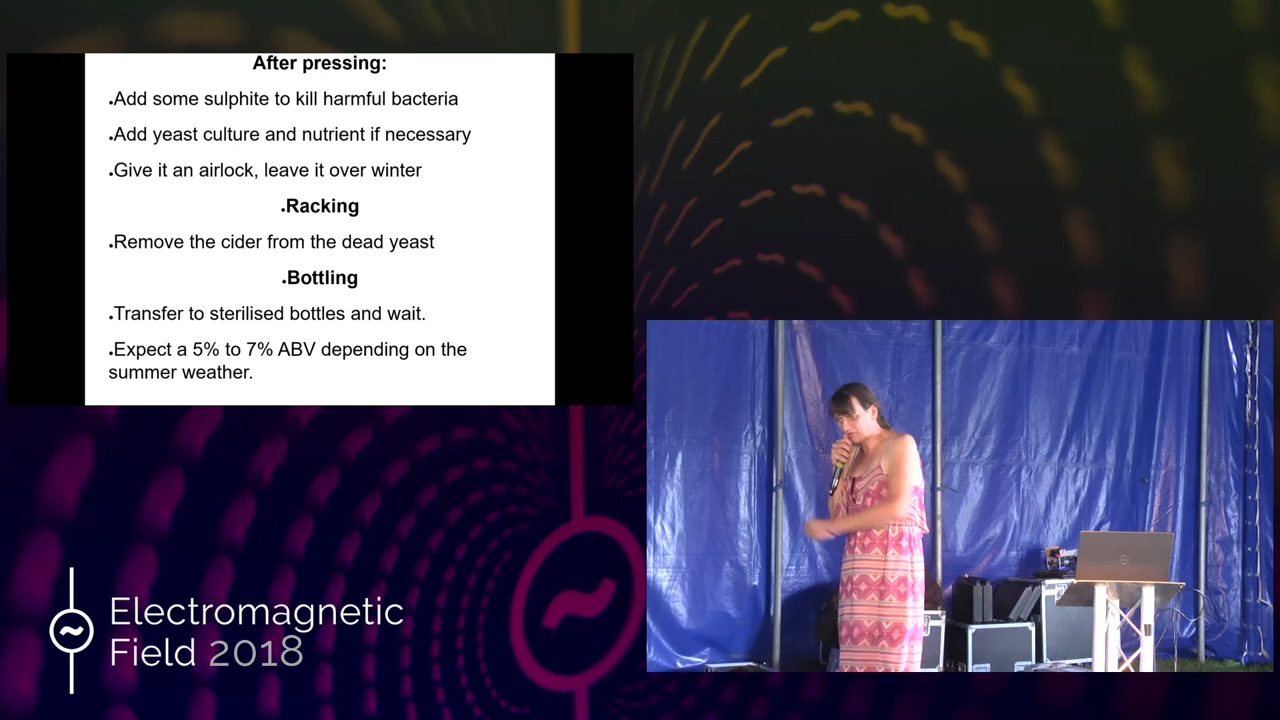 After pressing:
.Add some sulphite to kill harmful bacteria
.Add yeast culture and nutrient if necessary
.Give it an airlock, leave it over winter
.Racking
.Remove the cider from the dead yeast
.Bottling
.Transfer to sterilised bottles and wait.
.Expect a 5% to 7% ABV depending on the
summer weather.
Electromagnetic
Field 2018